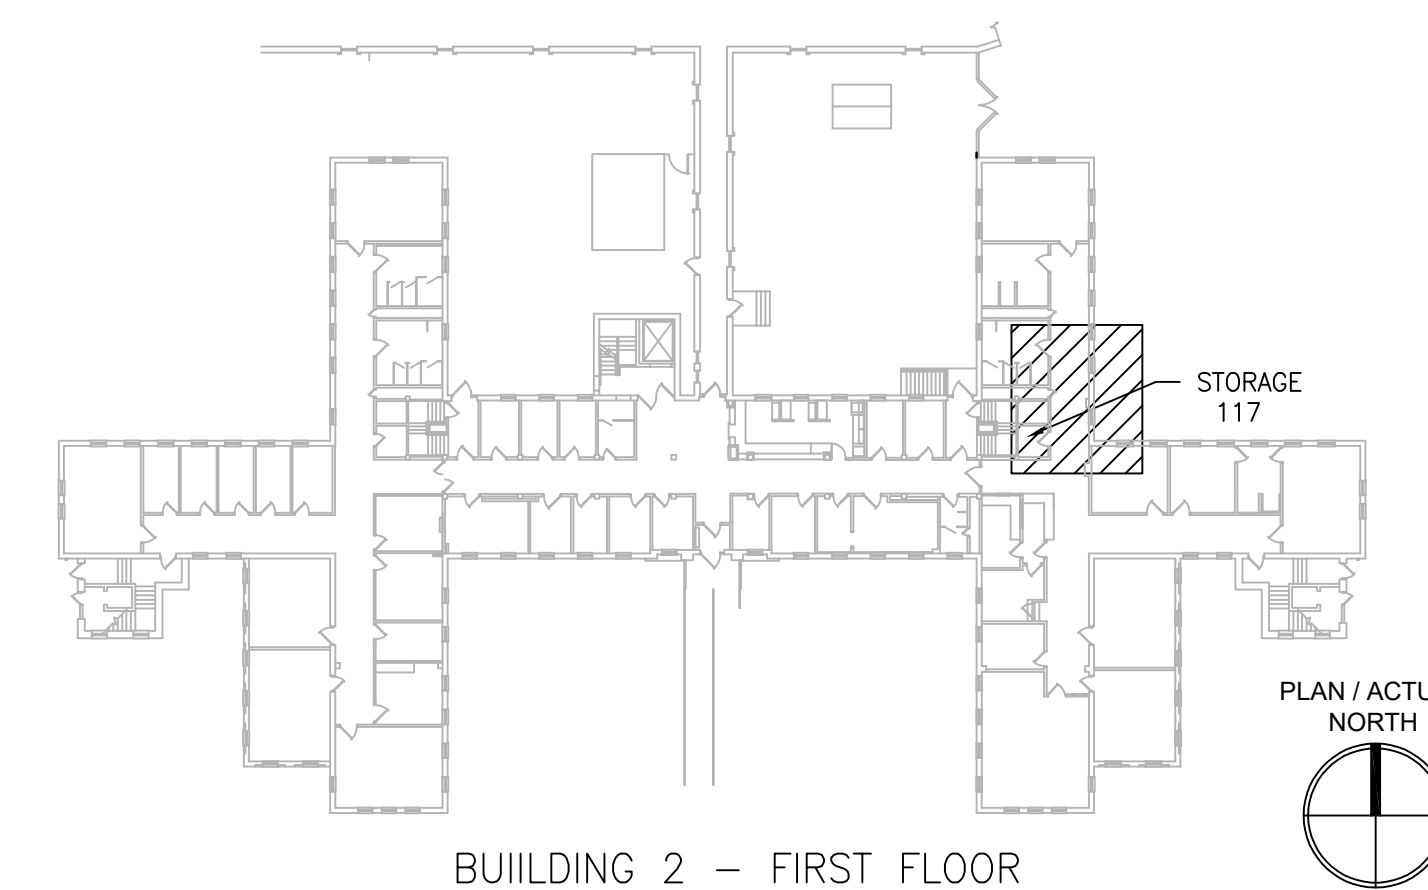 STORAGE
117
PLAN / ACTU
NORTH
BUIILDING 2 – FIRST FLOOR